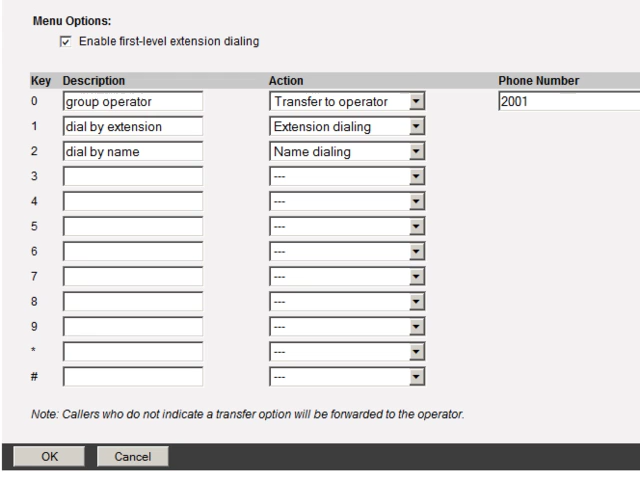 Menu Options:
Enable first-level extension dialing
Key Description Action Phone Number
0 group operator Transfer to operator 2001
1 dial by extension Extension dialing
2 dial by name Name dialing
3 ---
4 ---
5 ---
6 ---
7 ---
8 ---
9 ---
* ---
# ---
Note: Callers who do not indicate a transfer option will be forwarded to the operator.
OK Cancel